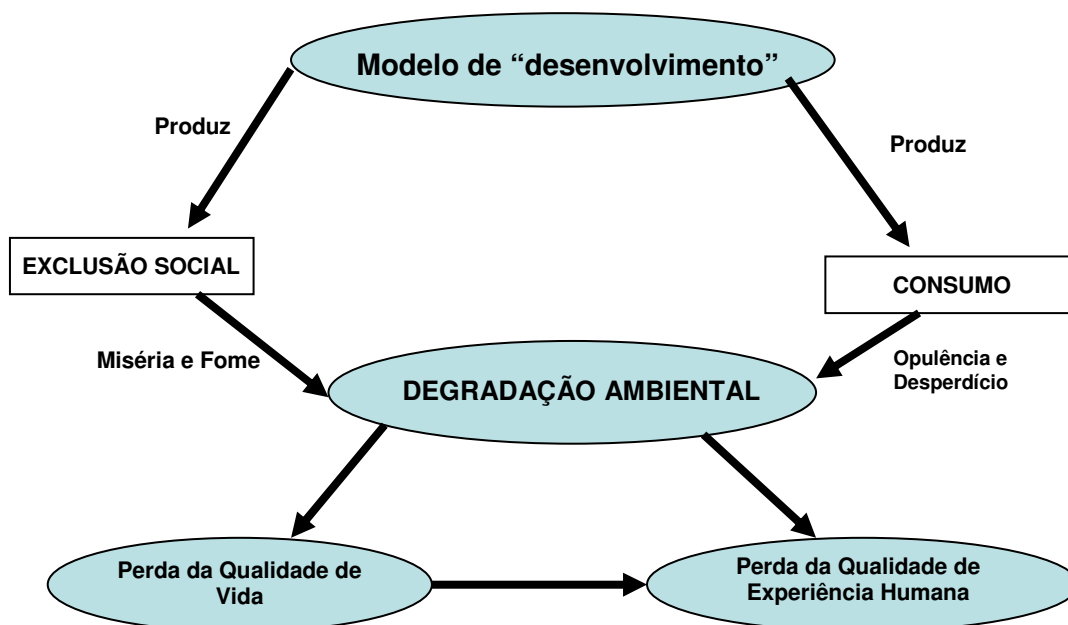 Modelo de “desenvolvimento”
Produz
Produz
EXCLUSÃO SOCIAL
CONSUMO
Miséria e Fome
Opulência e
Desperdício
DEGRADAÇÃO AMBIENTAL
Perda da Qualidade de
Vida
Perda da Qualidade de
Experiência Humana